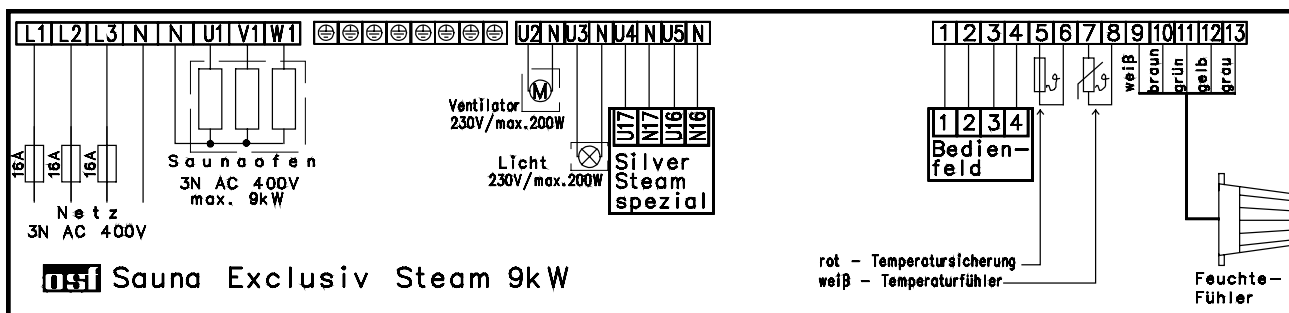 L1 L2 L3 N N U1 V1 W1
U2 N U3 N U4 N U5 N
1 2 3 4 5 6 7 8 9 10 11 12 13
weiß
braun
grün
gelb
grau
16A
16A
16A
Netz
3N AC 400V
Saunaofen
3N AC 400V
max. 9kW
M
Ventilator
230V/max.200W
Licht
230V/max.200W
U17 N17 U16 N16
Silver
Steam
spezial
1 2 3 4
Bedien-
feld
ϑ
ϑ
rot - Temperatursicherung
weiß - Temperaturfühler
Feuchte-
Fühler
osf Sauna Exclusiv Steam 9kW